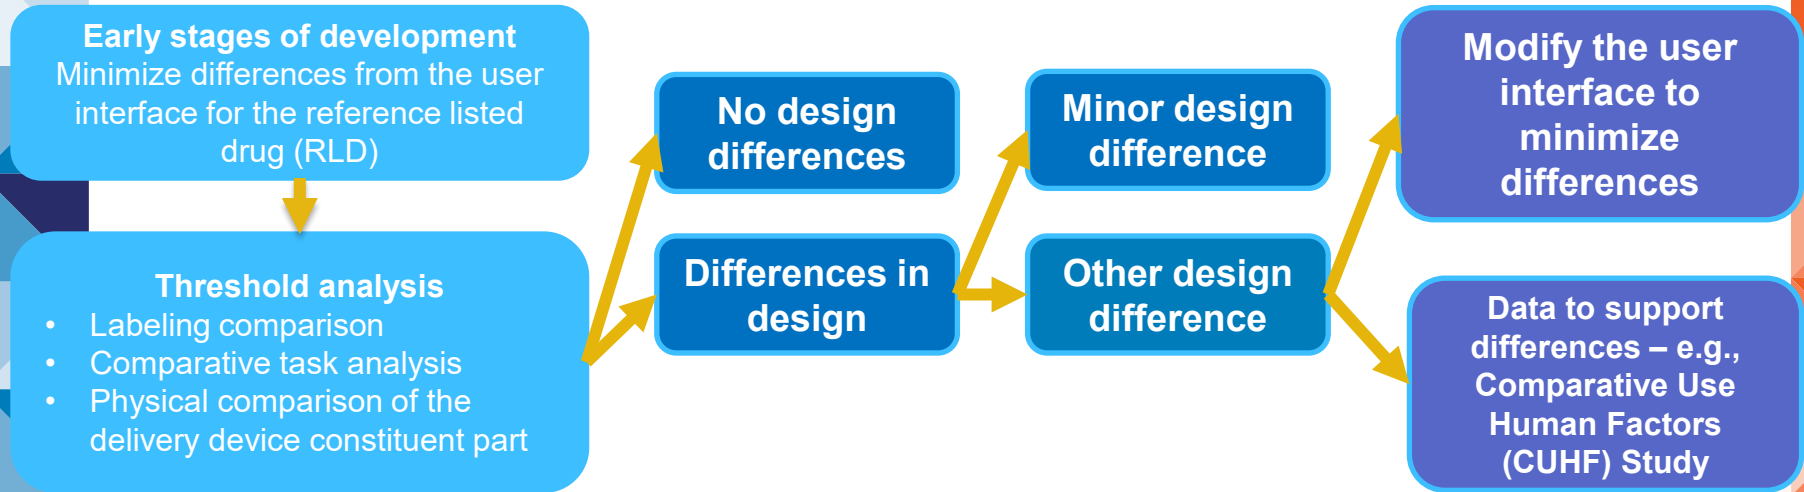 Early stages of development
Minimize differences from the user
interface for the reference listed
drug (RLD)
Threshold analysis
• Labeling comparison
• Comparative task analysis
• Physical comparison of the
delivery device constituent part
No design
differences
Differences in
design
Minor design
difference
Other design
difference
Modify the user
interface to
minimize
differences
Data to support
differences – e.g.,
Comparative Use
Human Factors
(CUHF) Study